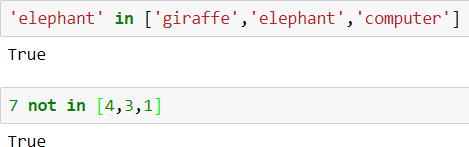 'elephant' in ['giraffe','elephant','computer']
True
7 not in [4,3,1]
True